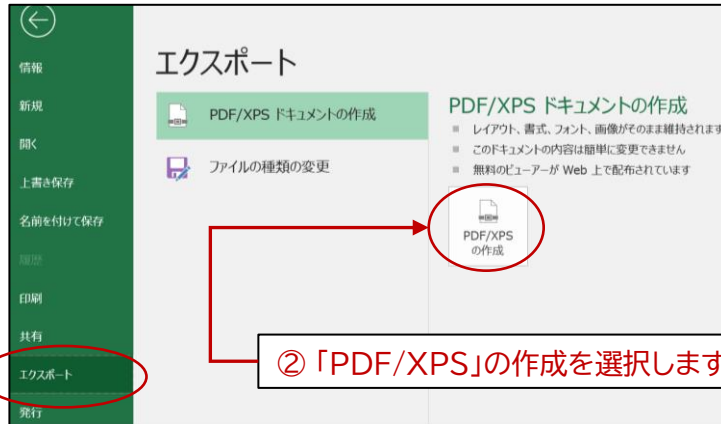 情報
新規
開く
上書き保存
名前を付けて保存
履歴
印刷
共有
エクスポート
発行
エクスポート
PDF/XPS ドキュメントの作成
ファイルの種類の変更
PDF/XPS ドキュメントの作成
レイアウト、書式、フォント、画像がそのまま維持されます
このドキュメントの内容は簡単に変更できません
無料のビューアーが Web 上で配布されています
PDF/XPS
の作成
②「PDF/XPS」の作成を選択します